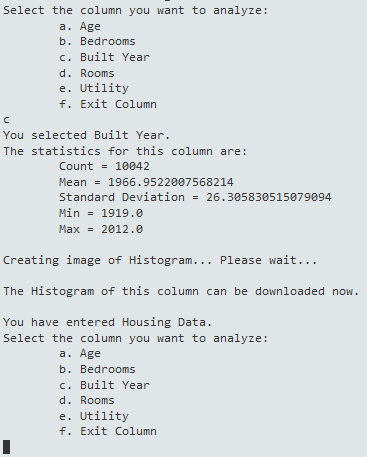 Select the column you want to analyze:
a. Age
b. Bedrooms
c. Built Year
d. Rooms
e. Utility
f. Exit Column
c
You selected Built Year.
The statistics for this column are:
Count = 10042
Mean = 1966.9522007568214
Standard Deviation = 26.305830515079094
Min = 1919.0
Max = 2012.0
Creating image of Histogram... Please wait...
The Histogram of this column can be downloaded now.
You have entered Housing Data.
Select the column you want to analyze:
a. Age
b. Bedrooms
c. Built Year
d. Rooms
e. Utility
f. Exit Column